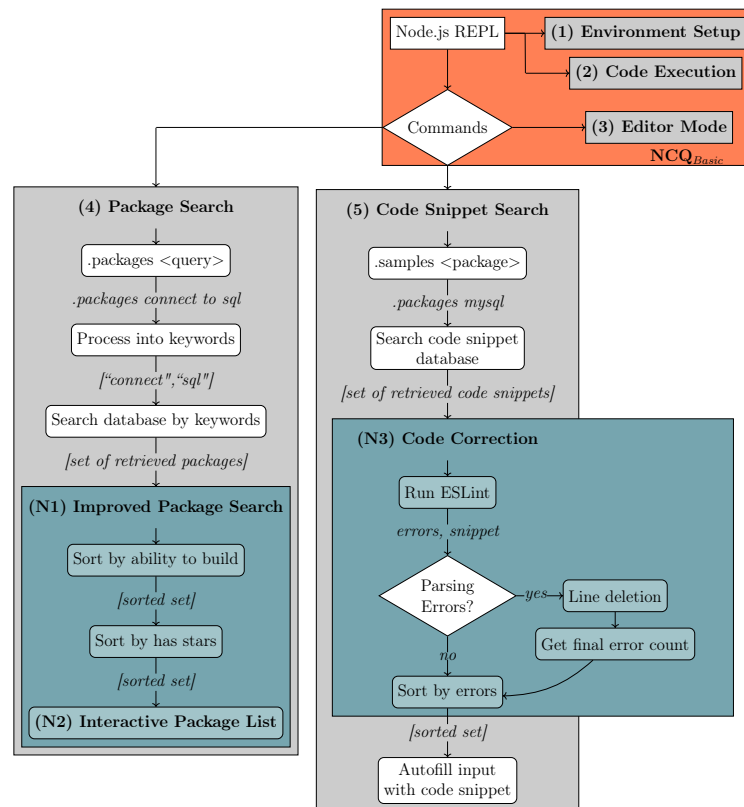 Node.js REPL
(1) Environment Setup
(2) Code Execution
Commands
(3) Editor Mode
NCQBasic
(4) Package Search
.packages <query>
.packages connect to sql
Process into keywords
[“connect","sql"]
Search database by keywords
[set of retrieved packages]
(N1) Improved Package Search
Sort by ability to build
[sorted set]
Sort by has stars
[sorted set]
(N2) Interactive Package List
(5) Code Snippet Search
.samples <package>
.packages mysql
Search code snippet
database
[set of retrieved code snippets]
(N3) Code Correction
Run ESLint
errors, snippet
Parsing
Errors?
yes
Line deletion
Get final error count
no
Sort by errors
[sorted set]
Autofill input
with code snippet